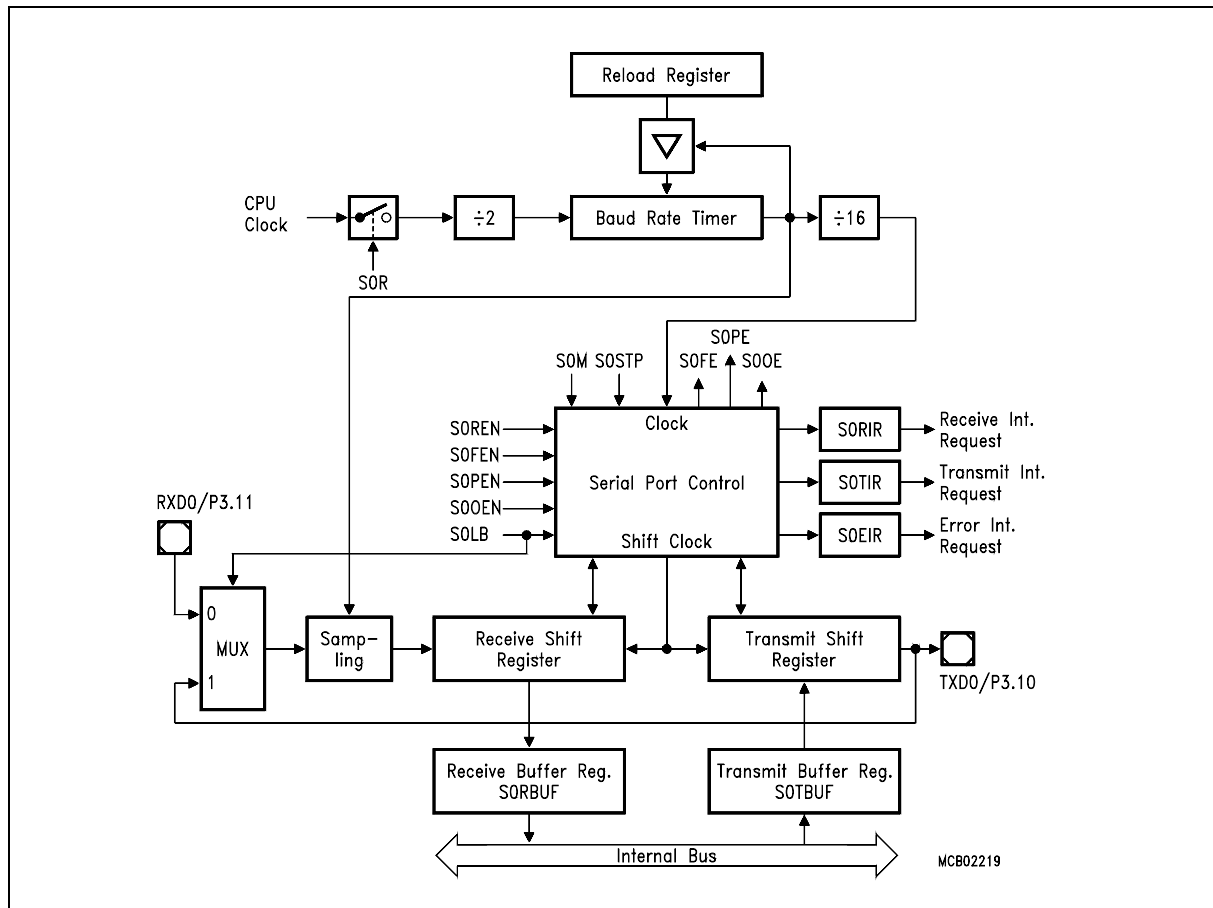 Reload Register
CPU
Clock
÷2
Baud Rate Timer
÷16
S0R
S0M
S0STP
S0FE
S0PE
S0OE
S0REN
S0FEN
S0PEN
S0OEN
S0LB
Clock
Serial Port Control
Shift Clock
S0RIR
Receive Int.
Request
S0TIR
Transmit Int.
Request
S0EIR
Error Int.
Request
RXD0/P3.11
0
MUX
1
Samp-
ling
Receive Shift
Register
Transmit Shift
Register
TXD0/P3.10
Receive Buffer Reg.
S0RBUF
Transmit Buffer Reg.
S0TBUF
Internal Bus
MCB02219